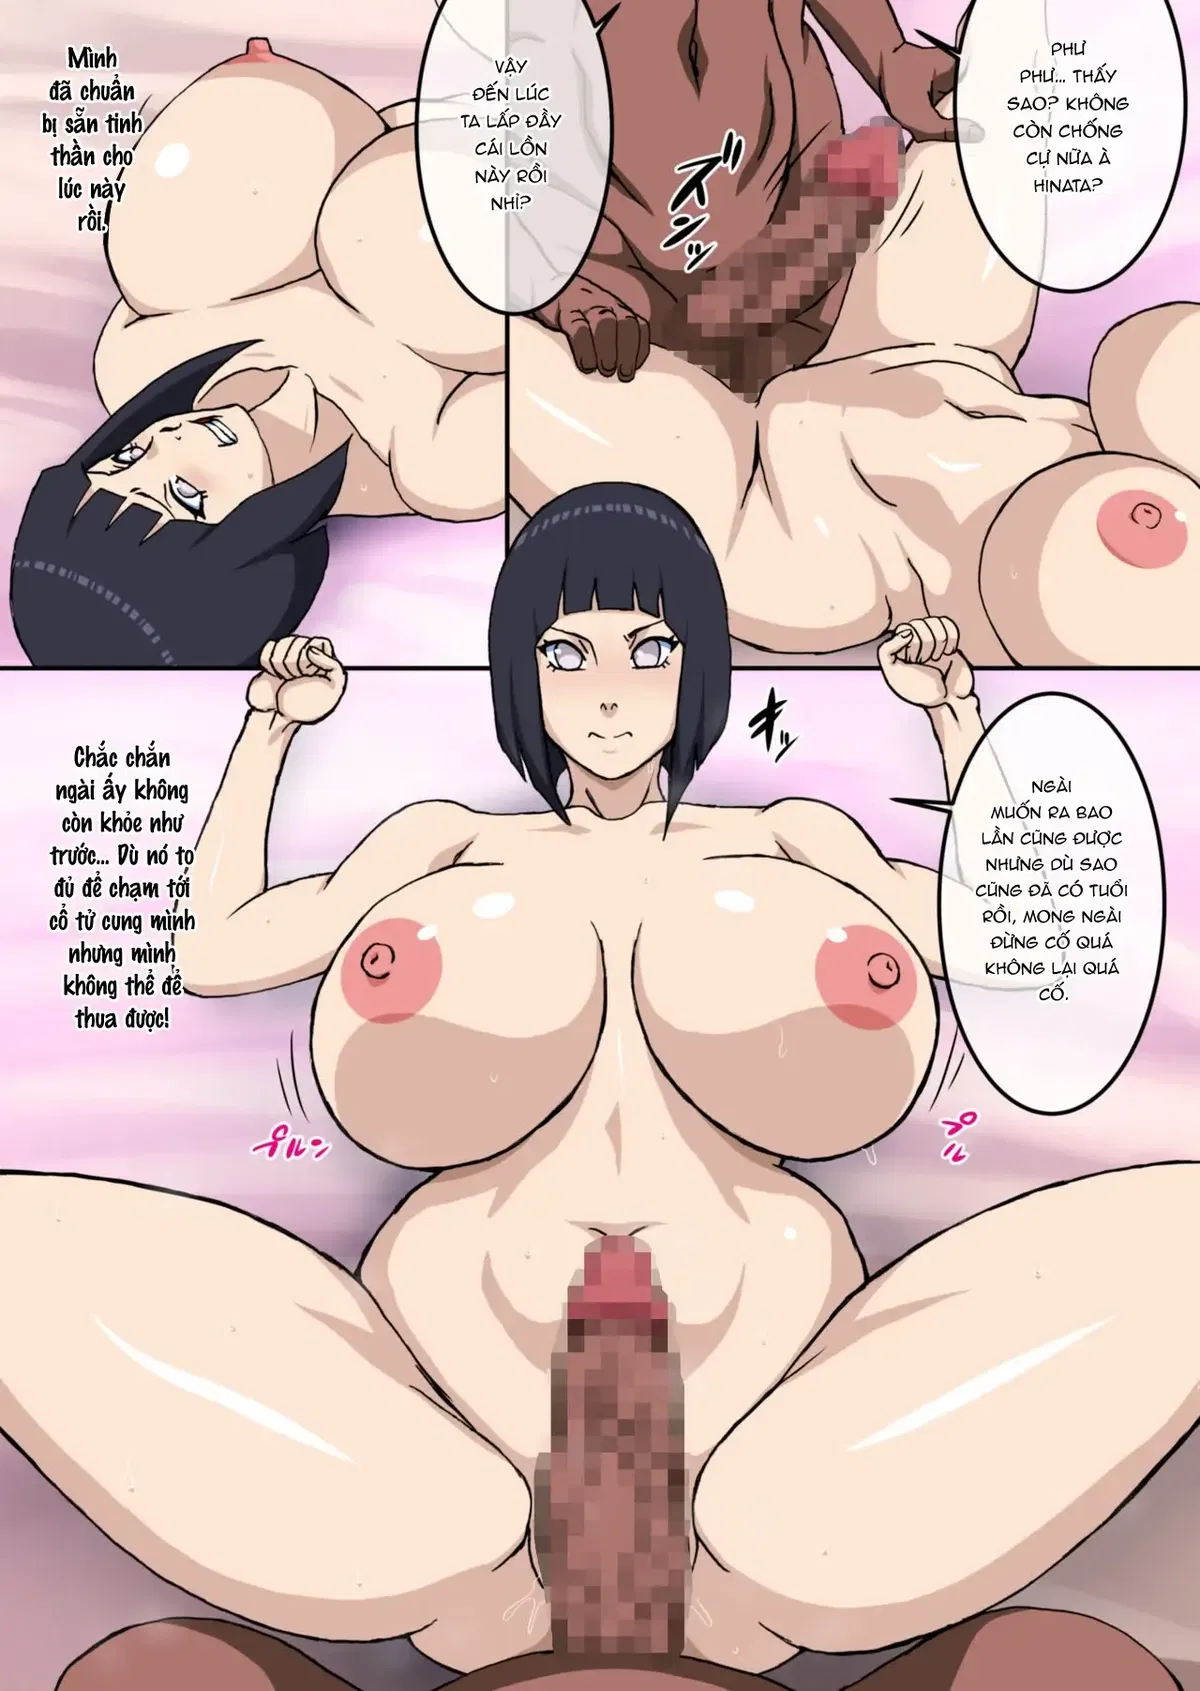 PHƯ
PHƯ... THẤY
SAO? KHÔNG
CÒN CHỐNG
CỰ NỮA À
HINATA?
VẬY
ĐẾN LÚC
TA LẤP ĐẦY
CÁI LỒN
NÀY RỒI
NHỈ?
ズンッ
Mình
đã chuẩn
bị sẵn tinh
thần cho
lúc này
rồi.
キッ
NGÀI
MUỐN RA BAO
LẦN CŨNG ĐƯỢC
NHƯNG DÙ SAO
CŨNG ĐÃ CÓ TUỔI
RỒI, MONG NGÀI
ĐỪNG CỐ QUÁ
KHÔNG LẠI QUÁ
CỐ.
Chắc chắn
ngài ấy không
còn khỏe như
trước... Dù nó to
đủ để chạm tới
cổ tử cung mình
nhưng mình
không thể để
thua được!
プルン
プル